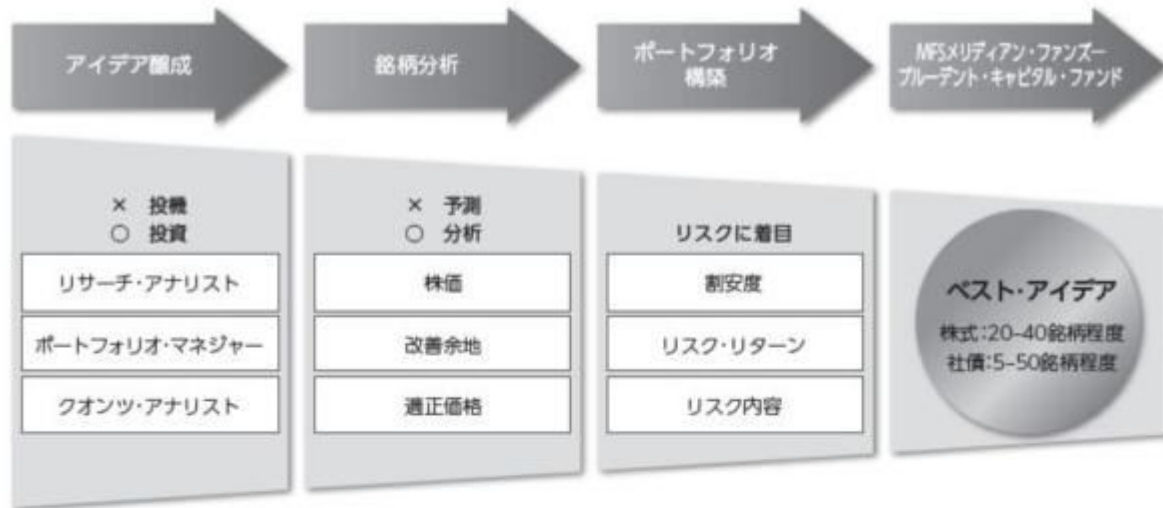 アイデア醸成
銘柄分析
ポートフォリオ
構築
MFSメリディアン・ファンズー
プルーデント・キャピタル・ファンド
× 投機
○ 投資
リサーチ・アナリスト
ポートフォリオ・マネジャー
クオンツ・アナリスト
× 予測
○ 分析
株価
改善余地
適正価格
リスクに着目
割安度
リスク・リターン
リスク内容
ベスト・アイデア
株式:20-40銘柄程度
社債:5-50銘柄程度